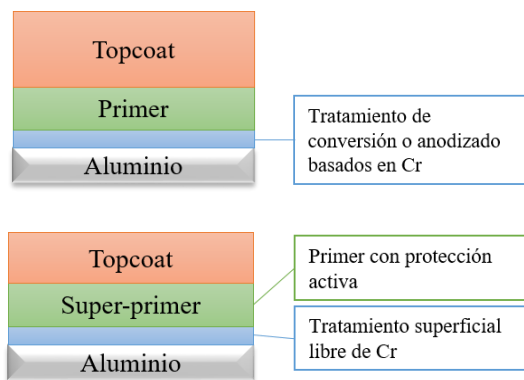 Topcoat
Primer
Aluminio
Tratamiento de
conversión o anodizado
basados en Cr
Topcoat
Super-primer
Aluminio
Primer con protección
activa
Tratamiento superficial
libre de Cr